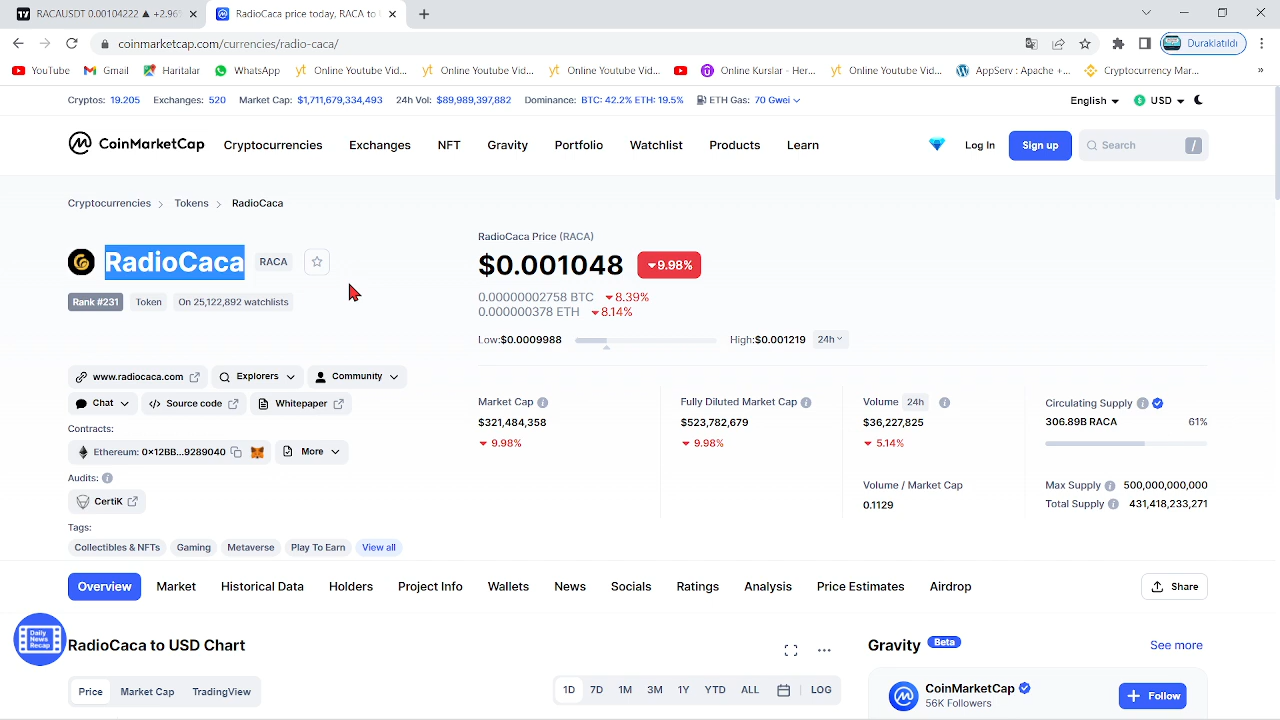 RACAUSDT 0.00104222 ▲ +2.96%
RadioCaca price today, RACA to
coinmarketcap.com/currencies/radio-caca/
Duraklatıldı
YouTube
Gmail
Haritalar
WhatsApp
Online Youtube Vid...
Online Youtube Vid...
Online Youtube Vid...
Online Kurslar - Her...
Online Youtube Vid...
AppServ : Apache +...
Cryptocurrency Mar...
»
Cryptos: 19.205 Exchanges: 520 Market Cap: $1,711,679,334,493 24h Vol: $89,989,397,882 Dominance: BTC: 42.2% ETH: 19.5% ETH Gas: 70 Gwei
English
USD
CoinMarketCap
Cryptocurrencies
Exchanges
NFT
Gravity
Portfolio
Watchlist
Products
Learn
Log In
Sign up
Search
/
Cryptocurrencies > Tokens > RadioCaca
RadioCaca RACA
Rank #231
Token
On 25,122,892 watchlists
RadioCaca Price (RACA)
$0.001048 9.98%
0.00000002758 BTC 8.39%
0.000000378 ETH 8.14%
Low:$0.0009988
High:$0.001219
24h
www.radiocaca.com
Explorers
Community
Chat
Source code
Whitepaper
Contracts:
Ethereum: 0x12BB...9289040
More
Audits:
CertiK
Tags:
Collectibles & NFTs
Gaming
Metaverse
Play To Earn
View all
Market Cap
$321,484,358
9.98%
Fully Diluted Market Cap
$523,782,679
9.98%
Volume 24h
$36,227,825
5.14%
Volume / Market Cap
0.1129
Circulating Supply
306.89B RACA 61%
Max Supply 500,000,000,000
Total Supply 431,418,233,271
Overview
Market
Historical Data
Holders
Project Info
Wallets
News
Socials
Ratings
Analysis
Price Estimates
Airdrop
Share
Daily
News
Recap
RadioCaca to USD Chart
Price
Market Cap
TradingView
1D
7D
1M
3M
1Y
YTD
ALL
LOG
Gravity Beta
See more
CoinMarketCap
56K Followers
+ Follow